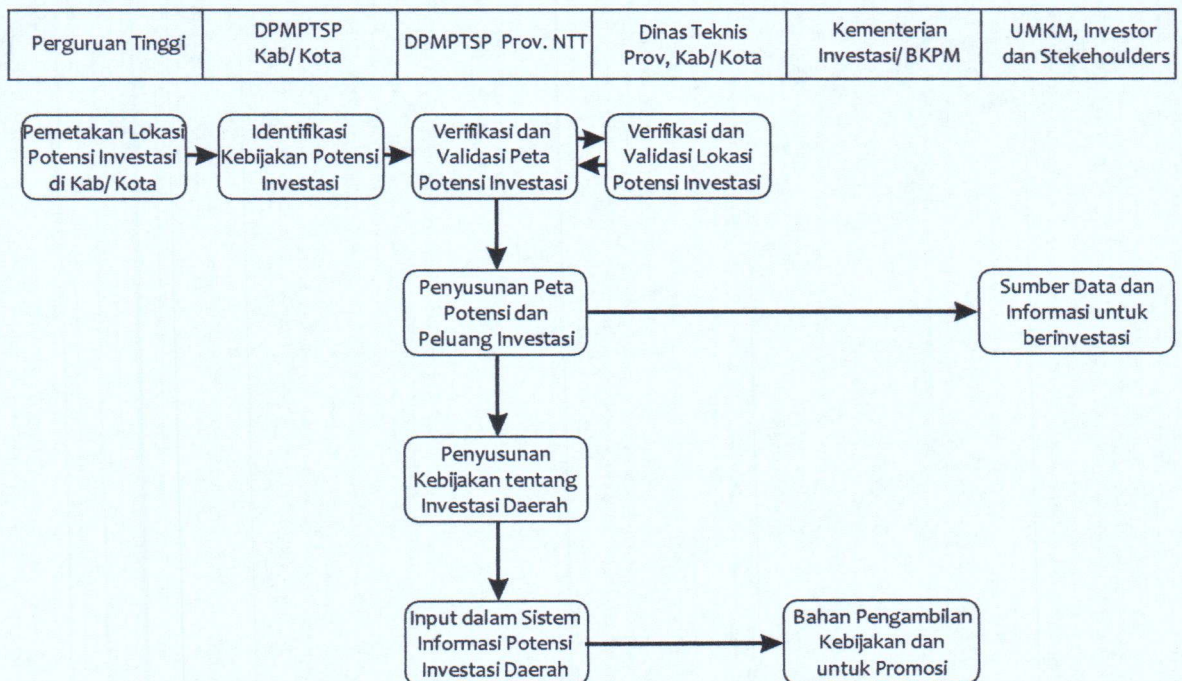 Perguruan Tinggi
DPMPTSP
Kab/ Kota
DPMPTSP Prov. NTT
Dinas Teknis
Prov, Kab/ Kota
Kementerian
Investasi/ BKPM
UMKM, Investor
dan Stekehoulders
Pemetakan Lokasi
Potensi Investasi
di Kab/ Kota
Identifikasi
Kebijakan Potensi
Investasi
Verifikasi dan
Validasi Peta
Potensi Investasi
Verifikasi dan
Validasi Lokasi
Potensi Investasi
Penyusunan Peta
Potensi dan
Peluang Investasi
Sumber Data dan
Informasi untuk
berinvestasi
Penyusunan
Kebijakan tentang
Investasi Daerah
Input dalam Sistem
Informasi Potensi
Investasi Daerah
Bahan Pengambilan
Kebijakan dan
untuk Promosi